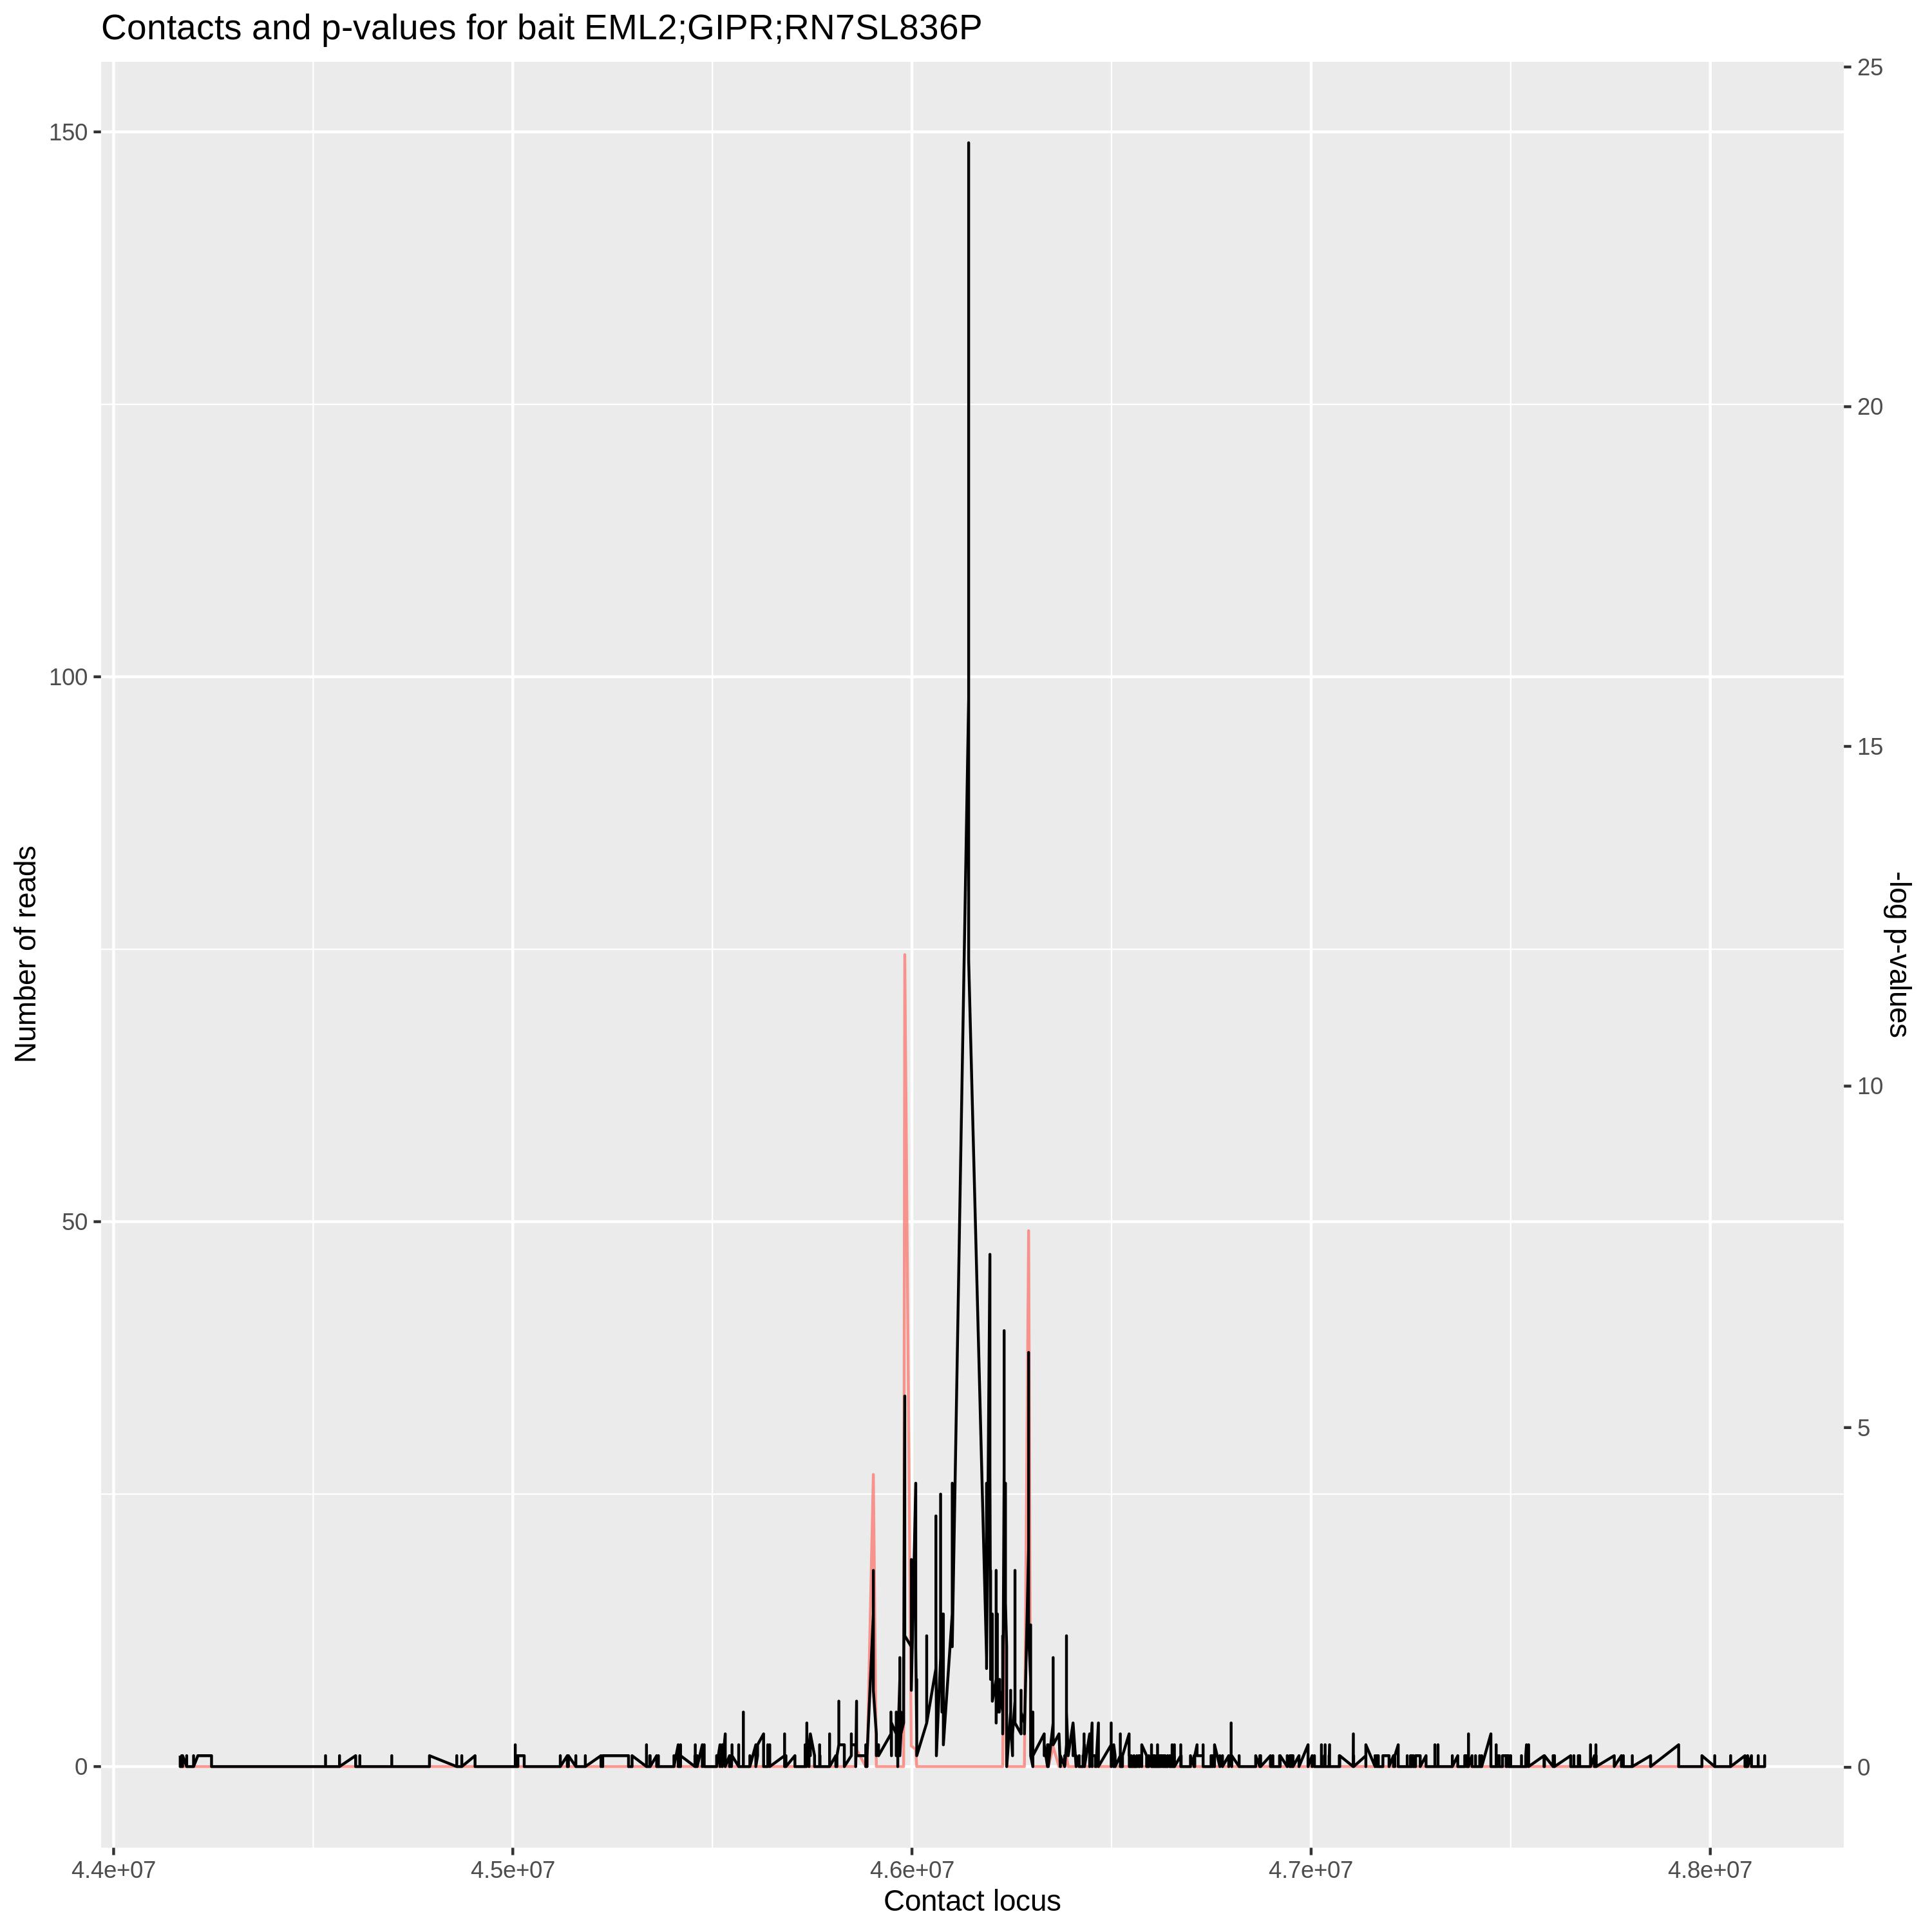 Contacts and p-values for bait EML2;GIPR;RN7SL836P
Number of reads
150
100
50
0
25
20
15
10
5
0
-log p-values
4.4e+07
4.5e+07
4.6e+07
4.7e+07
4.8e+07
Contact locus